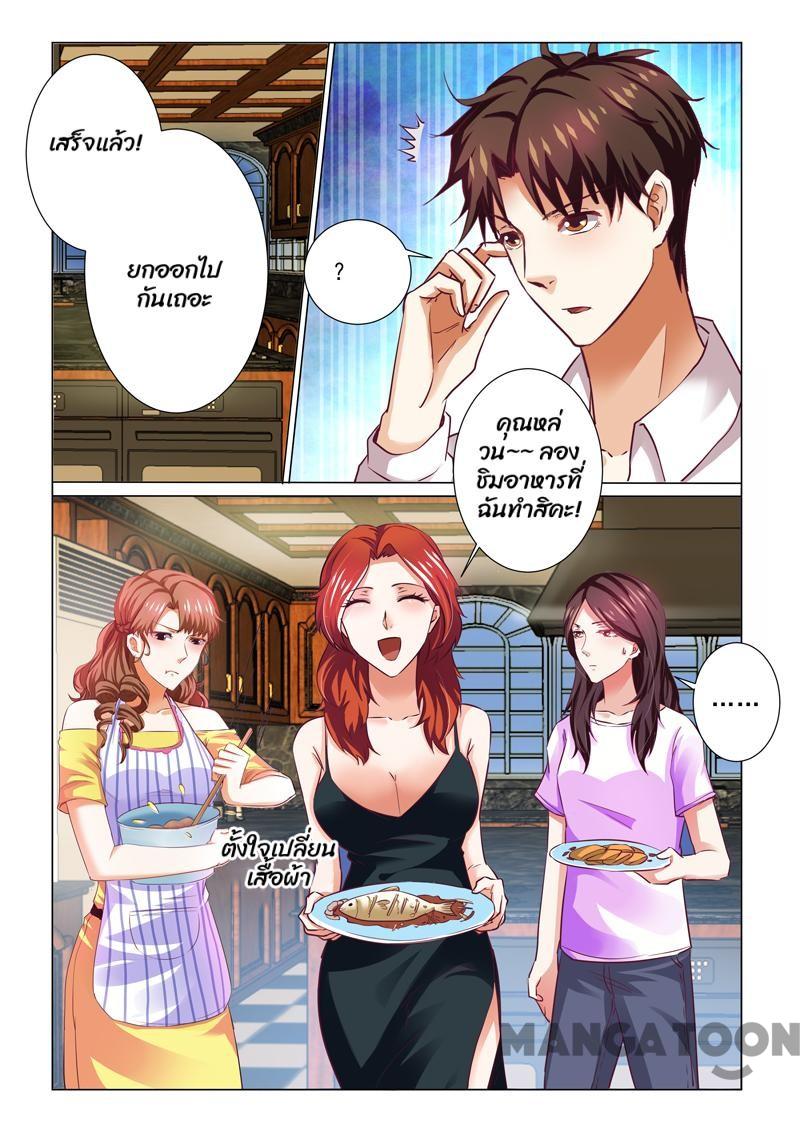 เสร็จแล้ว!
ยกออกไป
กันเถอะ
?
คุณหล่
วน~~ ลอง
ชิมอาหารที่
ฉันทำสิคะ!
......
ตั้งใจเปลี่ยน
เสื้อผ้า
MANGATOON